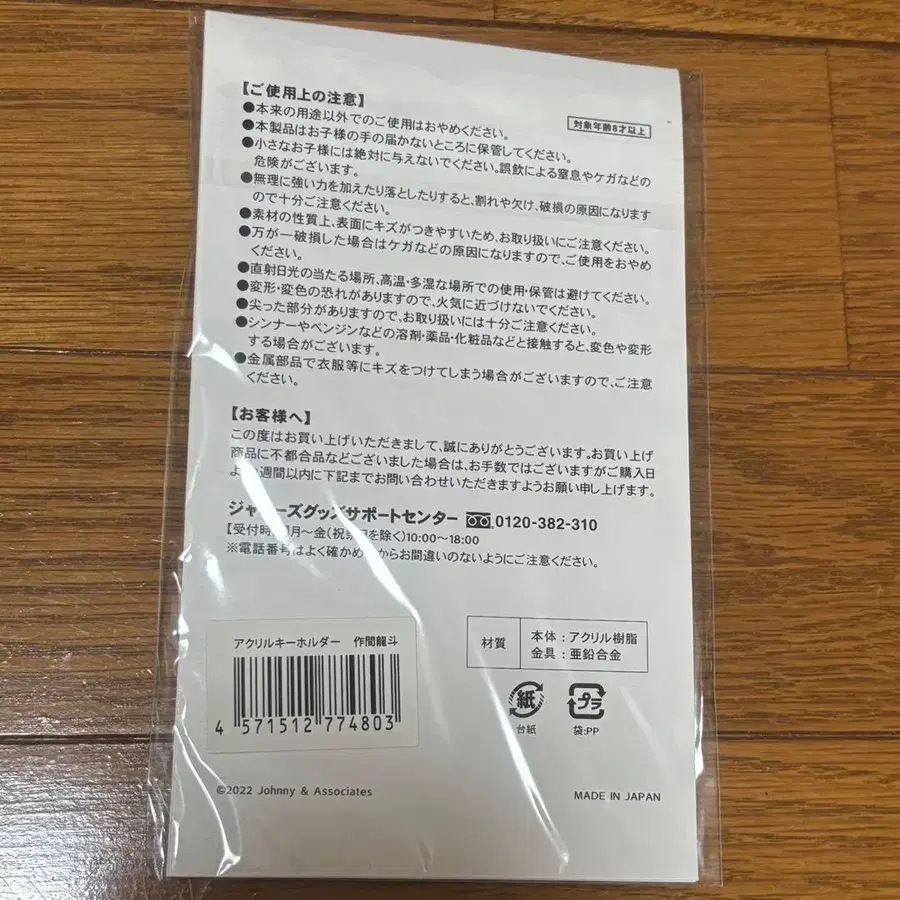 【ご使用上の注意】
対象年齢8才以上
●本来の用途以外でのご使用はおやめください。
●本製品はお子様の手の届かないところに保管してください。
●小さなお子様には絶対に与えないでください。誤飲による窒息やケガなどの
危険がございます。
●無理に強い力を加えたり落としたりすると、割れや欠け、破損の原因になります
ので十分ご注意ください。
●素材の性質上、表面にキズがつきやすいため、お取り扱いにご注意ください。
●万が一破損した場合はケガなどの原因になりますので、ご使用をおやめ
ください。
●直射日光の当たる場所、高温・多湿な場所での使用・保管は避けてください。
●変形・変色の恐れがありますので、火気に近づけないでください。
●尖った部分がありますので、お取り扱いには十分ご注意ください。
●シンナーやベンジンなどの溶剤・薬品・化粧品などと接触すると、変色や変形
する場合がございます。
●金属部品で衣服等にキズをつけてしまう場合がございますので、ご注意
ください。
【お客様へ】
この度はお買い上げいただきまして、誠にありがとうございます。お買い上げ
商品に不都合品などございました場合は、お手数ではございますがご購入日
よ 週間以内に下記までお問い合わせいただきますようお願い申し上げます。
ジャ ーズグッズサポートセンター 0120-382-310
【受付時 月～金(祝祭日を除く)10:00～18:00
※電話番号はよく確かめ からお間違いのないようにご注意ください。
アクリルキーホルダー 作間龍斗
4 571512 774803
材質
本体：アクリル樹脂
金具：亜鉛合金
紙
台紙
プラ
袋:PP
©2022 Johnny & Associates
MADE IN JAPAN